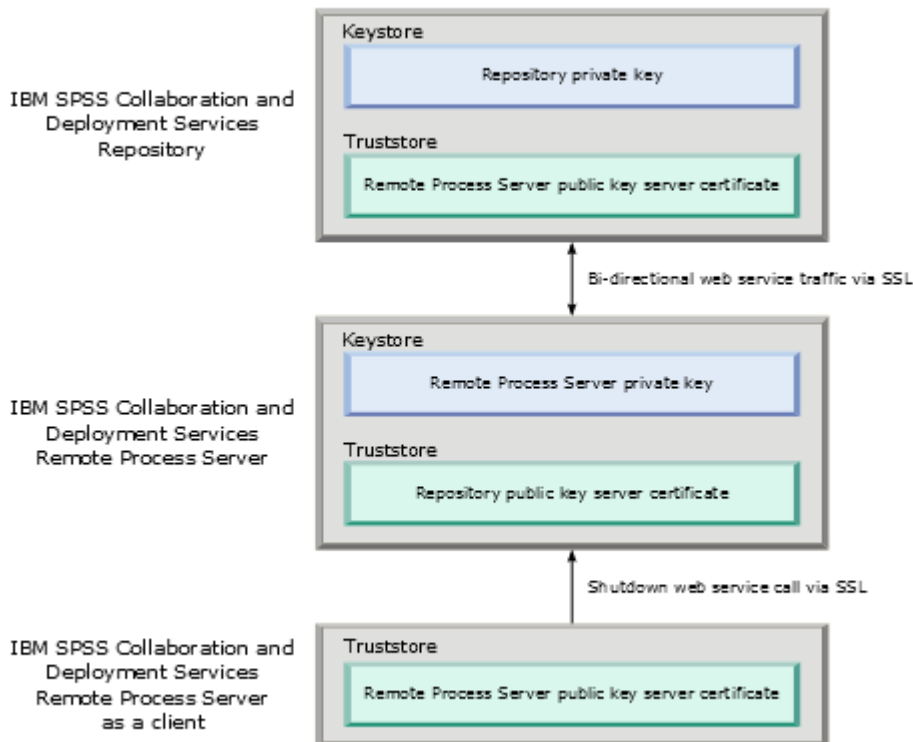 Keystore
Repository private key
IBM SPSS Collaboration and
Deployment Services
Repository
Truststore
Remote Process Server public key server certificate
Bi-directional web service traffic via SSL
Keystore
Remote Process Server private key
IBM SPSS Collaboration and
Deployment Services
Remote Process Server
Truststore
Repository public key server certificate
Shutdown web service call via SSL
IBM SPSS Collaboration and
Deployment Services
Remote Process Server
as a client
Truststore
Remote Process Server public key server certificate